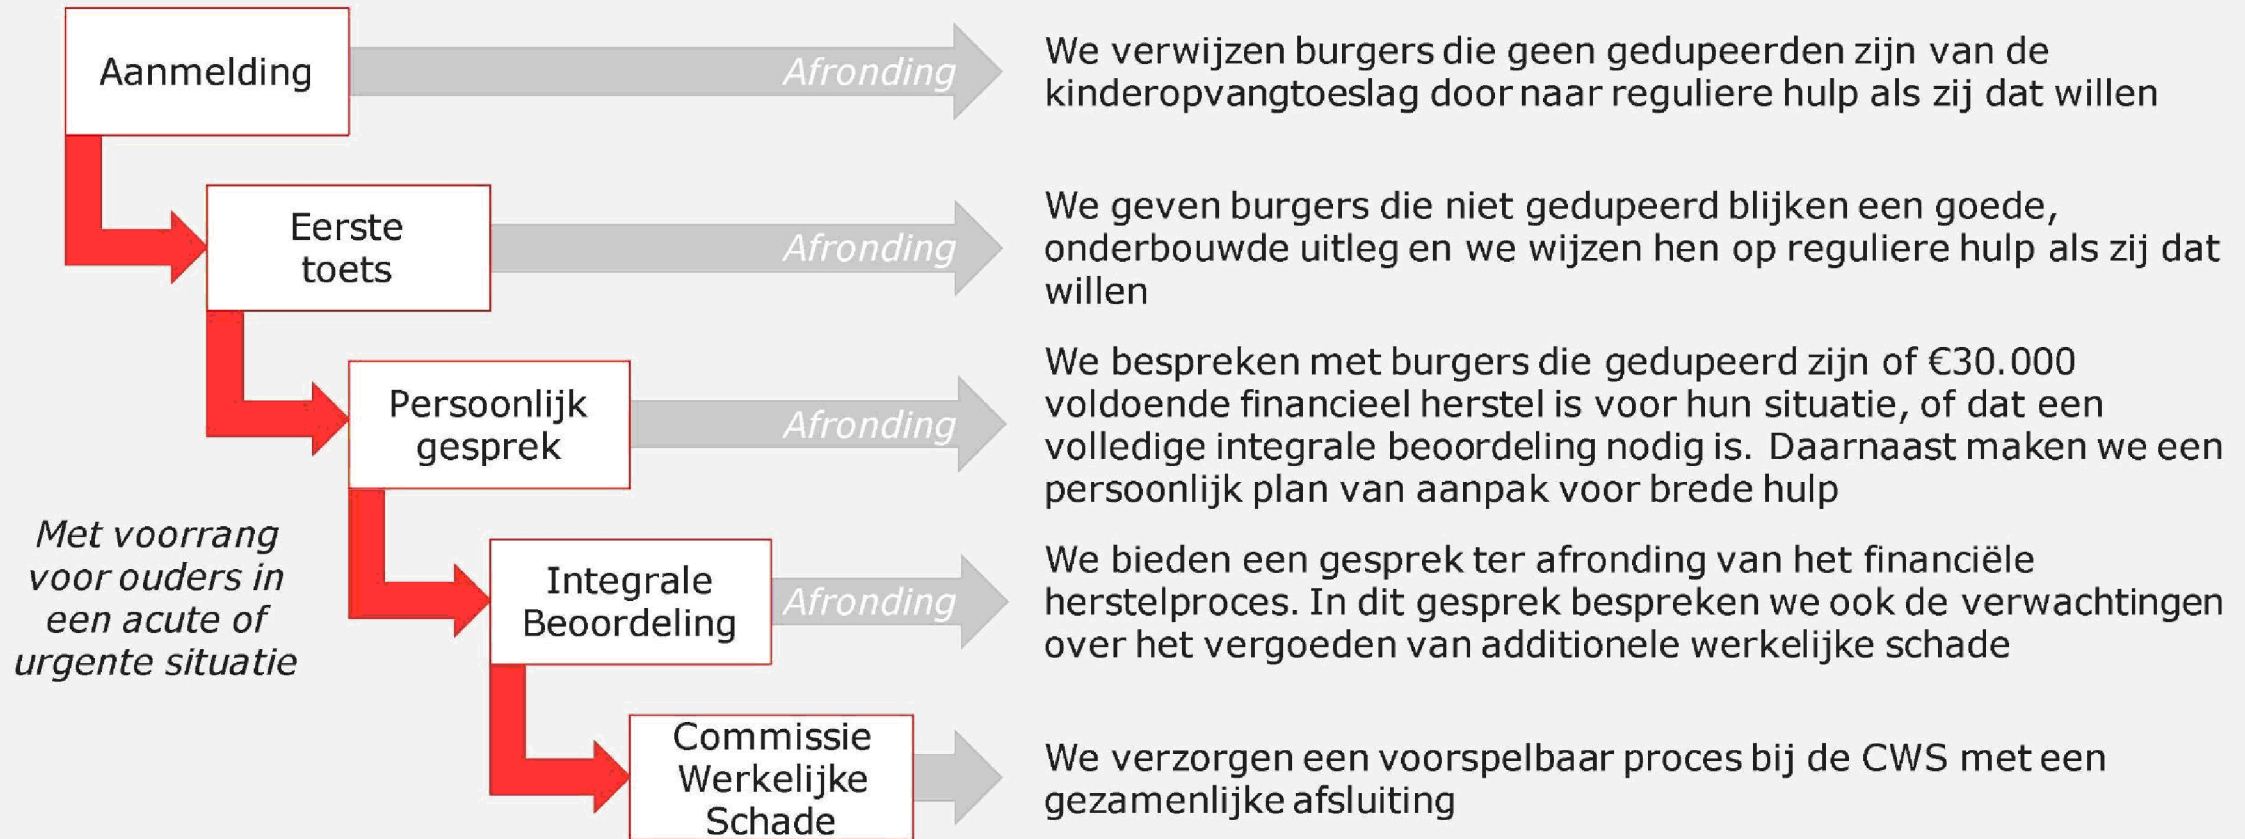 Aanmelding
Afronding
We verwijzen burgers die geen gedupeerden zijn van de
kinderopvangtoeslag door naar reguliere hulp als zij dat willen
Eerste
toets
Afronding
We geven burgers die niet gedupeerd blijken een goede,
onderbouwde uitleg en we wijzen hen op reguliere hulp als zij dat
willen
Persoonlijk
gesprek
Afronding
We bespreken met burgers die gedupeerd zijn of €30.000
voldoende financieel herstel is voor hun situatie, of dat een
volledige integrale beoordeling nodig is. Daarnaast maken we een
persoonlijk plan van aanpak voor brede hulp
Met voorrang
voor ouders in
een acute of
urgente situatie
Integrale
Beoordeling
Afronding
We bieden een gesprek ter afronding van het financiële
herstelproces. In dit gesprek bespreken we ook de verwachtingen
over het vergoeden van additionele werkelijke schade
Commissie
Werkelijke
Schade
We verzorgen een voorspelbaar proces bij de CWS met een
gezamenlijke afsluiting